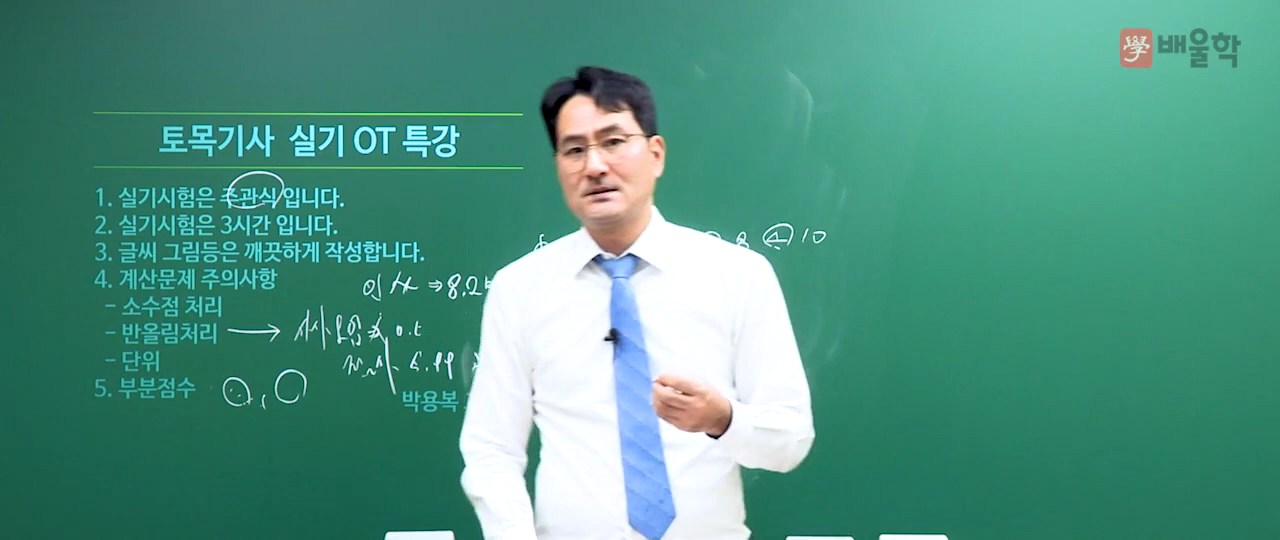 學 배울학
토목기사 실기 OT 특강
1. 실기시험은 주관식 입니다.
2. 실기시험은 3시간 입니다.
3. 글씨 그림등은 깨끗하게 작성합니다.
4. 계산문제 주의사항
- 소수점 처리
- 반올림처리
- 단위
5. 부분점수
박용복